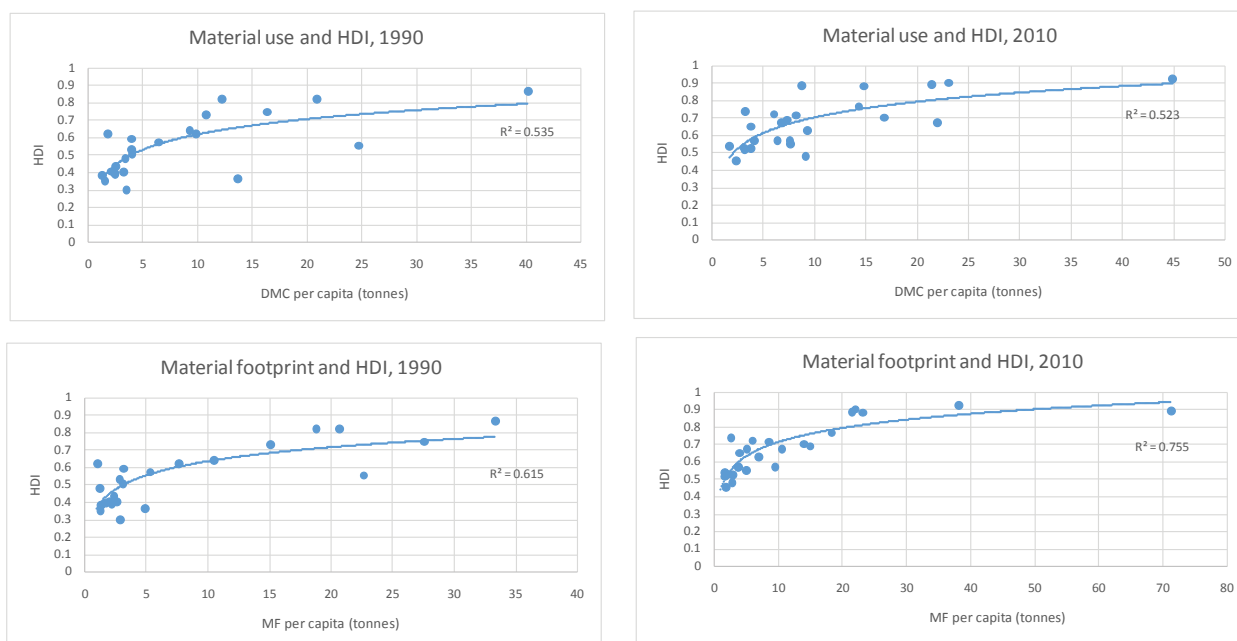 Material use and HDI, 1990
1
0.9
0.8
0.7
0.6
0.5
0.4
0.3
0.2
0.1
0
HDI
R² = 0.535
0 5 10 15 20 25 30 35 40 45
DMC per capita (tonnes)
Material use and HDI, 2010
1
0.9
0.8
0.7
0.6
0.5
0.4
0.3
0.2
0.1
0
HDI
R² = 0.523
0 5 10 15 20 25 30 35 40 45 50
DMC per capita (tonnes)
Material footprint and HDI, 1990
1
0.9
0.8
0.7
0.6
0.5
0.4
0.3
0.2
0.1
0
HDI
R² = 0.615
0 5 10 15 20 25 30 35 40
MF per capita (tonnes)
Material footprint and HDI, 2010
1
0.9
0.8
0.7
0.6
0.5
0.4
0.3
0.2
0.1
0
HDI
R² = 0.755
0 10 20 30 40 50 60 70 80
MF per capita (tonnes)